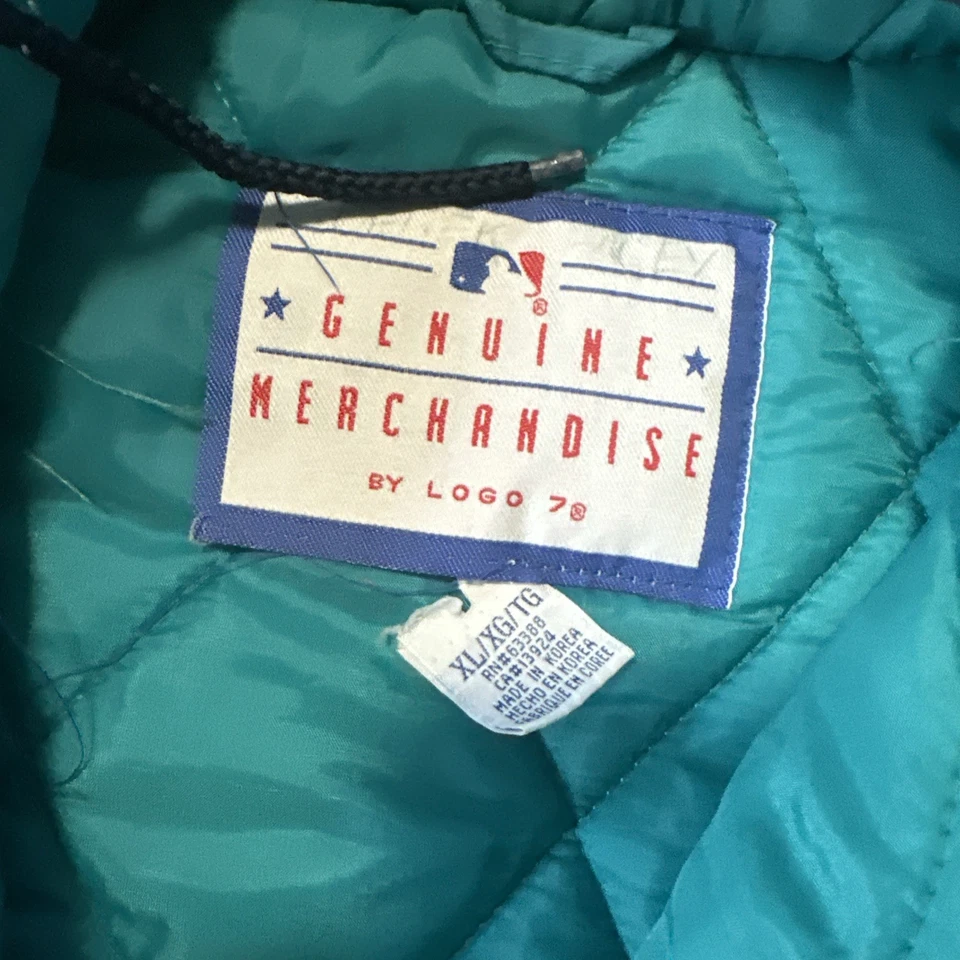 GENUINE ®
MERCHANDISE
BY LOGO 7®
XL/XG/TG
RN#63388
CA#13924
MADE IN KOREA
HECHO EN KOREA
FABRIQUE EN COREE